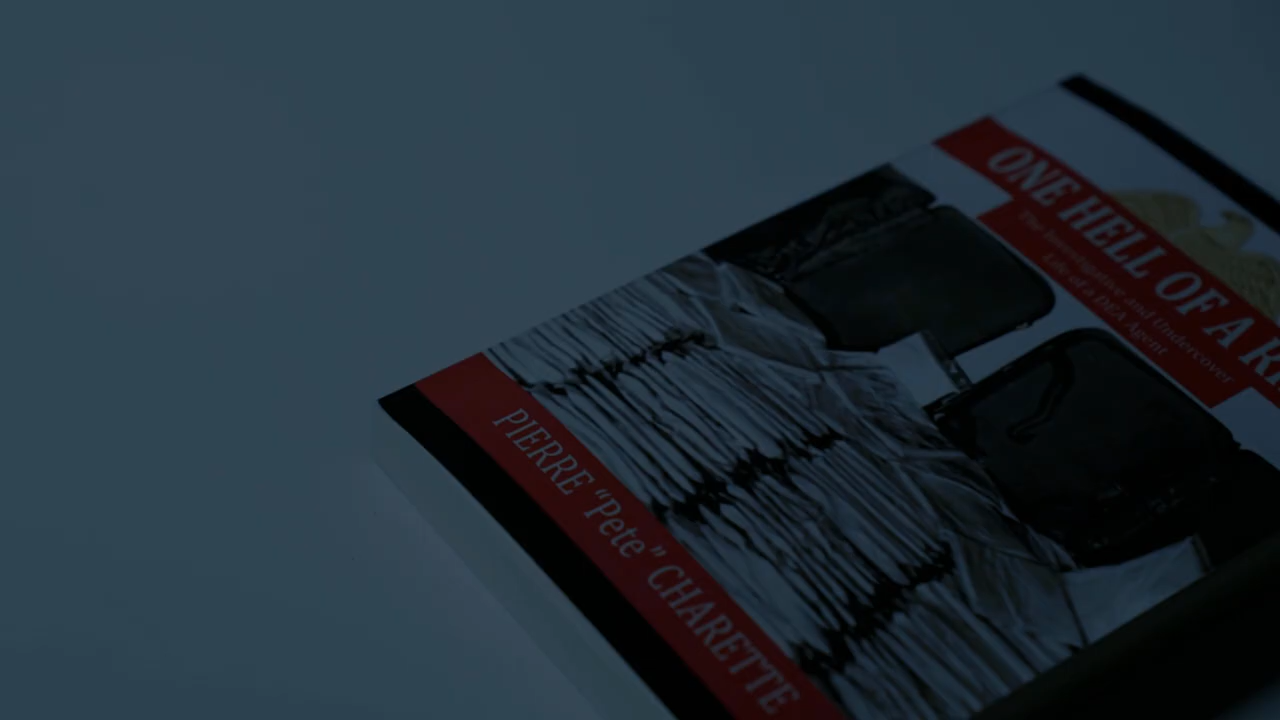 ONE HELL OF A
The Investigative and Undercover
Life of a DEA Agent
PIERRE “Pete” CHARETTE